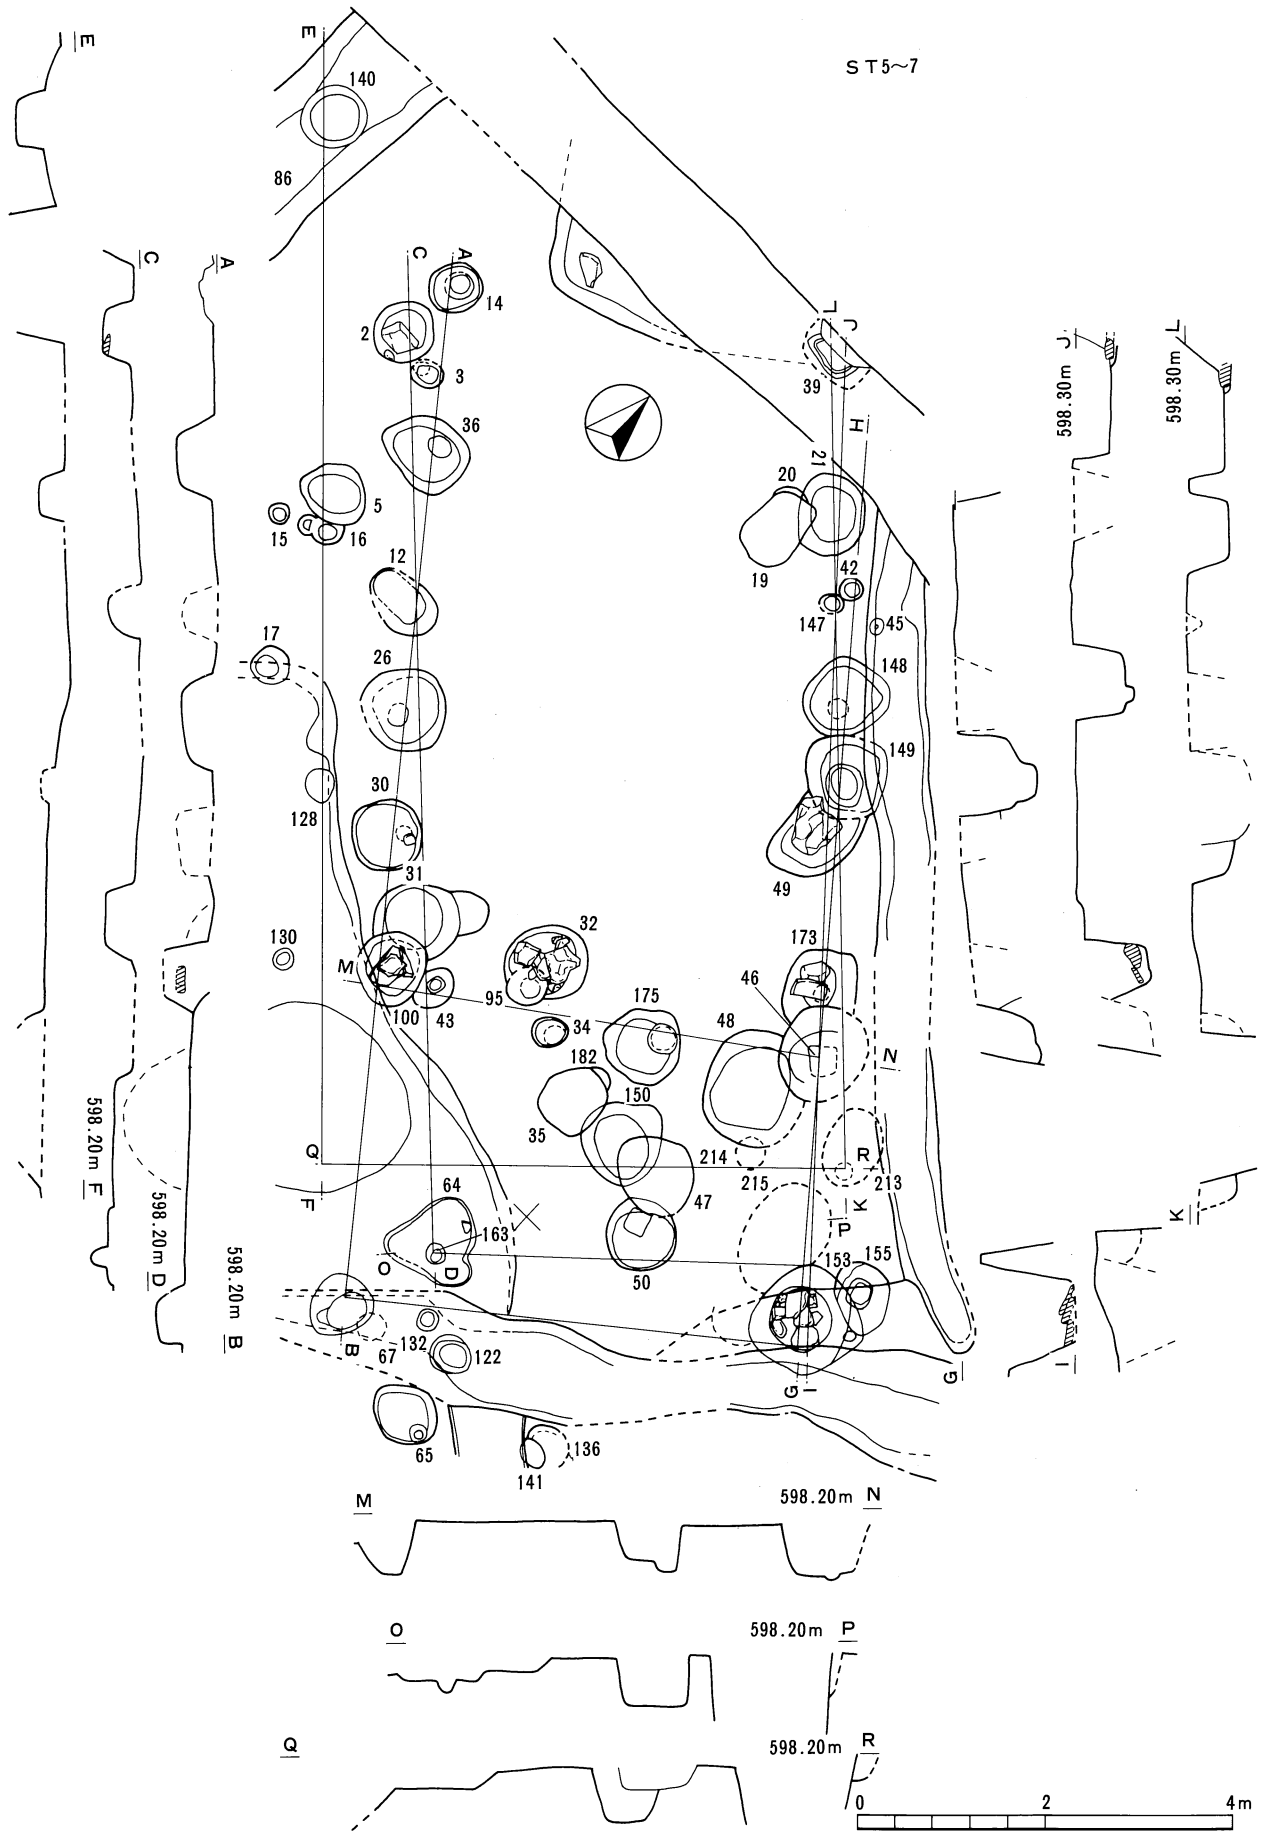 ST5~7
E
E
140
86
C
A
C
A
14
2
3
36
5
15
16
12
17
26
128
30
31
130
M
100
43
32
95
34
175
182
150
35
48
46
173
N
L
J
39
H
21
20
19
42
147
45
148
149
49
J
598.30m
L
598.30m
214
215
R
213
K
P
47
50
Q
F
64
163
O
D
153
155
B
67
132
122
65
141
136
G
I
G
I
K
598.20m F
598.20m D
598.20m B
M
598.20m N
O
598.20m P
Q
598.20m R
0
2
4m